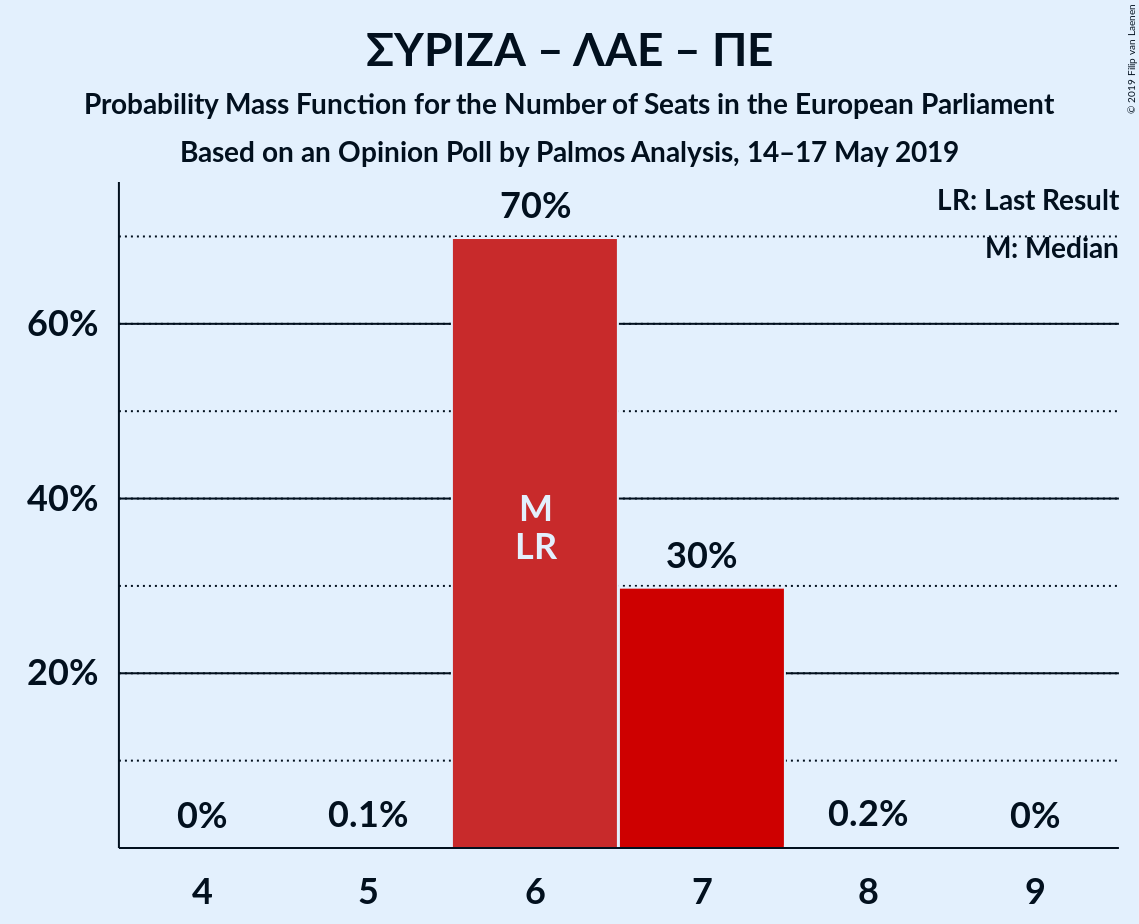 ΣΥΡΙΖΑ – ΛΑΕ – ΠΕ
Probability Mass Function for the Number of Seats in the European Parliament
Based on an Opinion Poll by Palmos Analysis, 14–17 May 2019
© 2019 Filip van Laenen
LR: Last Result
M: Median
70%
60%
40%
M
LR
30%
20%
0%
0.1%
0.2%
0%
4
5
6
7
8
9